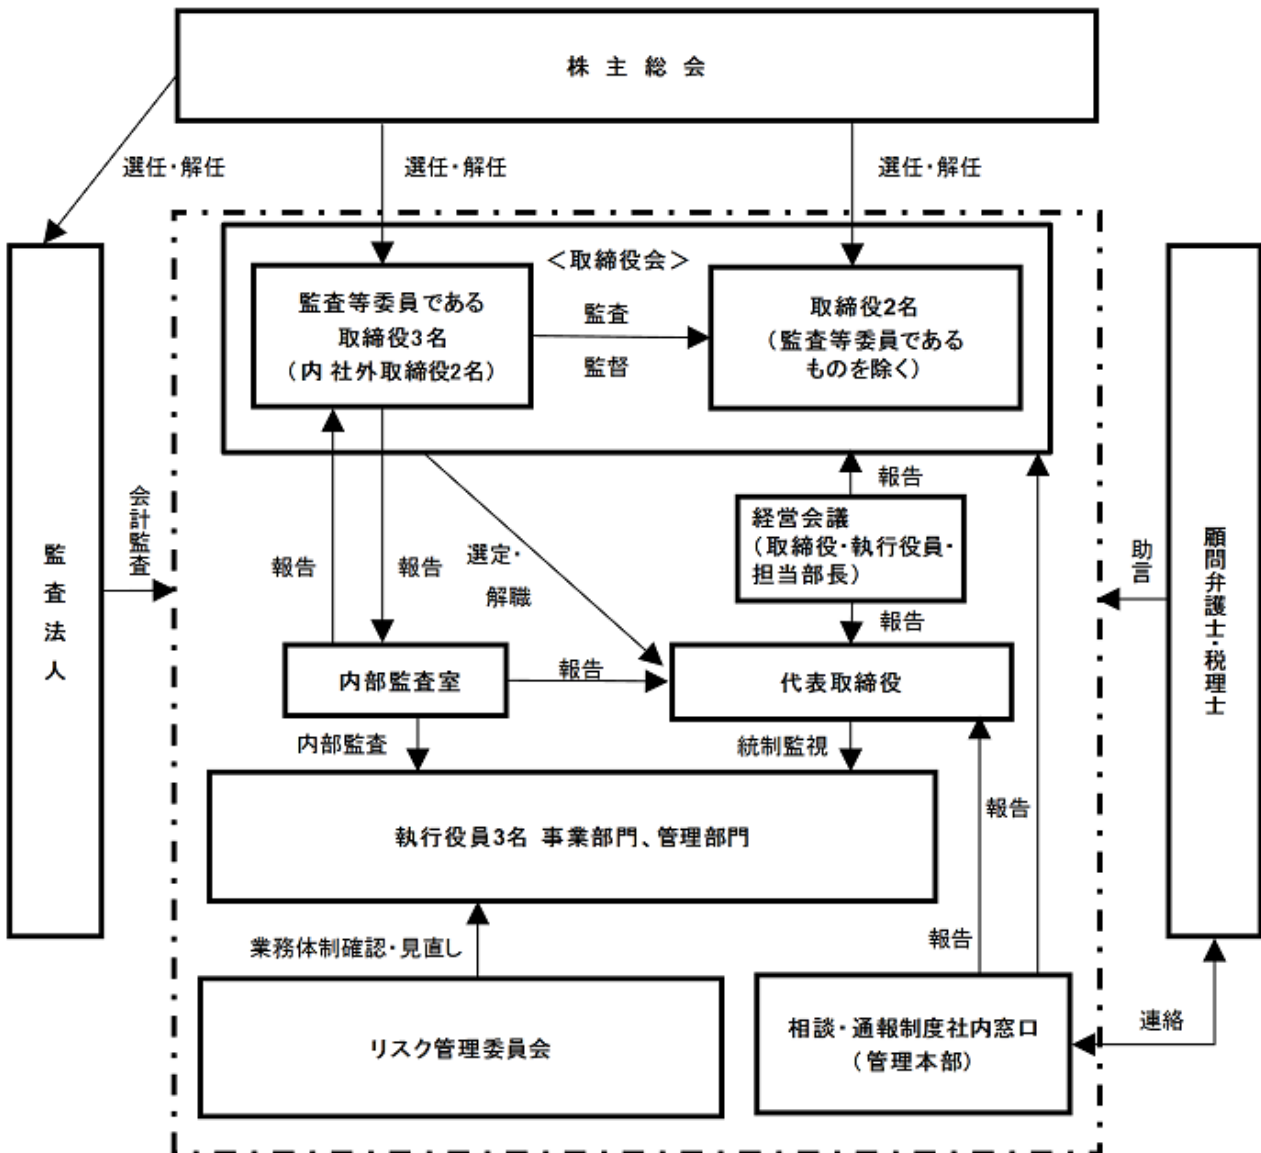 株主総会
選任・解任
選任・解任
選任・解任
＜取締役会＞
監査等委員である
取締役3名
（内 社外取締役2名）
監査
監督
取締役2名
（監査等委員である
ものを除く）
監査法人
会計監査
報告
報告
選定・
解職
報告
経営会議
（取締役・執行役員・
担当部長）
報告
助言
顧問弁護士・税理士
内部監査室
報告
代表取締役
内部監査
統制監視
執行役員3名 事業部門、管理部門
報告
報告
業務体制確認・見直し
リスク管理委員会
相談・通報制度社内窓口
（管理本部）
連絡